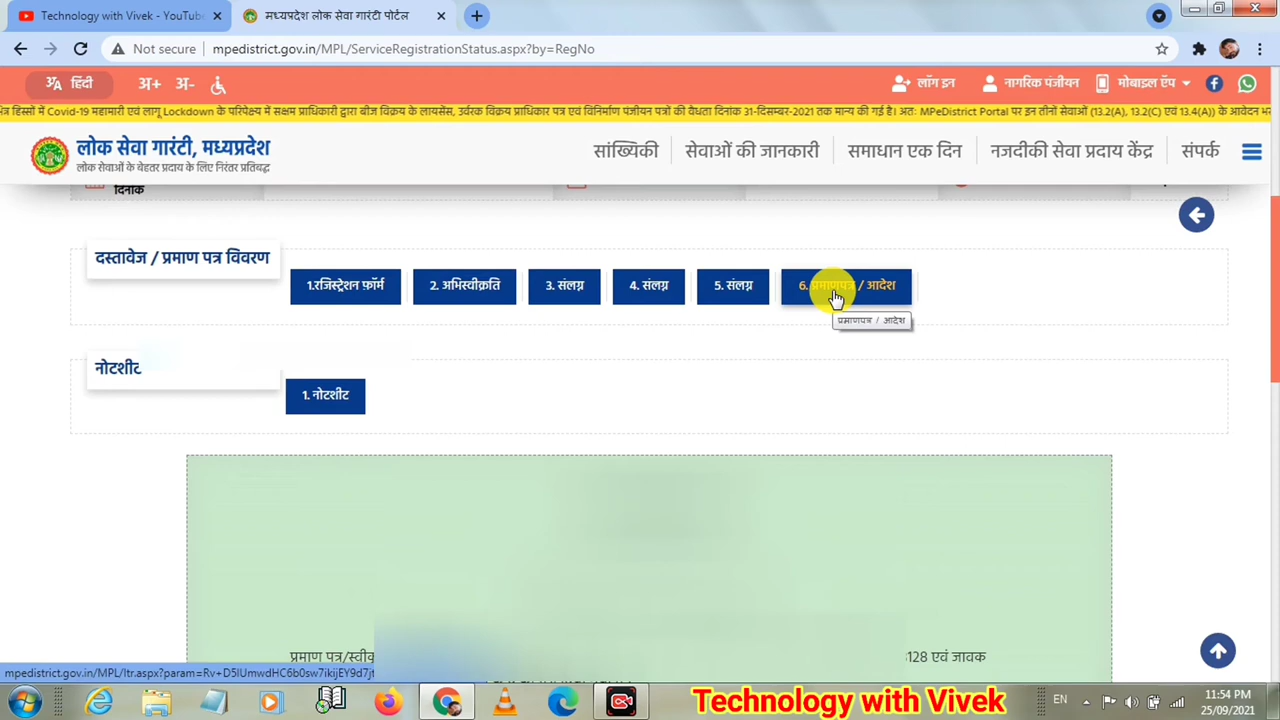 Technology with Vivek - YouTube
मध्यप्रदेश लोक सेवा गारंटी पोर्टल
Not secure
mpedistrict.gov.in/MPL/ServiceRegistrationStatus.aspx?by=RegNo
हिंदी
अ+
अ-
लॉग इन
नागरिक पंजीयन
मोबाइल ऍप
हिस्सों में Covid-19 महामारी एवं लागू Lockdown के परिपेक्ष्य में सक्षम प्राधिकारी द्वारा बीज विक्रय के लायसेंस, उर्वरक विक्रय प्राधिकार पत्र एवं विनिर्माण पंजीयन पत्रों की वैधता दिनांक 31-दिसम्बर-2021 तक मान्य की गई है। अतः MPeDistrict Portal पर इन तीनों सेवाओं (13.2(A), 13.2(C) एवं 13.4(A)) के आवेदन
लोक सेवा गारंटी, मध्यप्रदेश
लोक सेवाओं के बेहतर प्रदाय के लिए निरंतर प्रतिबद्ध
सांख्यिकी
सेवाओं की जानकारी
समाधान एक दिन
नजदीकी सेवा प्रदाय केंद्र
संपर्क
दिनांक
दस्तावेज / प्रमाण पत्र विवरण
1.रजिस्ट्रेशन फ़ॉर्म
2. अभिस्वीक्रति
3. संलग्न
4. संलग्न
5. संलग्न
6. प्रमाणपत्र / आदेश
प्रमाणपत्र / आदेश
नोटशीट
1. नोटशीट
प्रमाण पत्र/स्वीकृ
128 एवं जावक
mpedistrict.gov.in/MPL/ltr.aspx?param=Rv+D5IUmwdHC6b0sw7ikijEY9d7jt
Technology with Vivek
EN
11:54 PM
25/09/2021